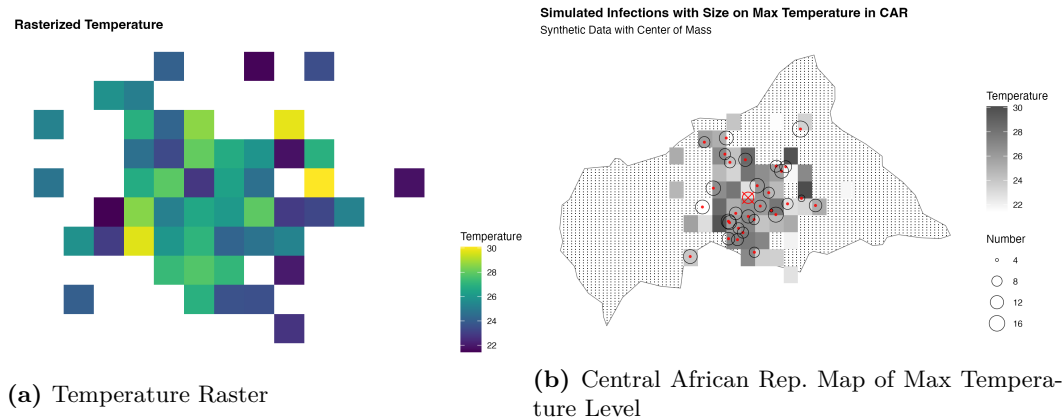 Rasterized Temperature
Temperature
30
28
26
24
22
(a) Temperature Raster
Simulated Infections with Size on Max Temperature in CAR
Synthetic Data with Center of Mass
Temperature
30
28
26
24
22
Number
4
8
12
16
(b) Central African Rep. Map of Max Tempera-
ture Level